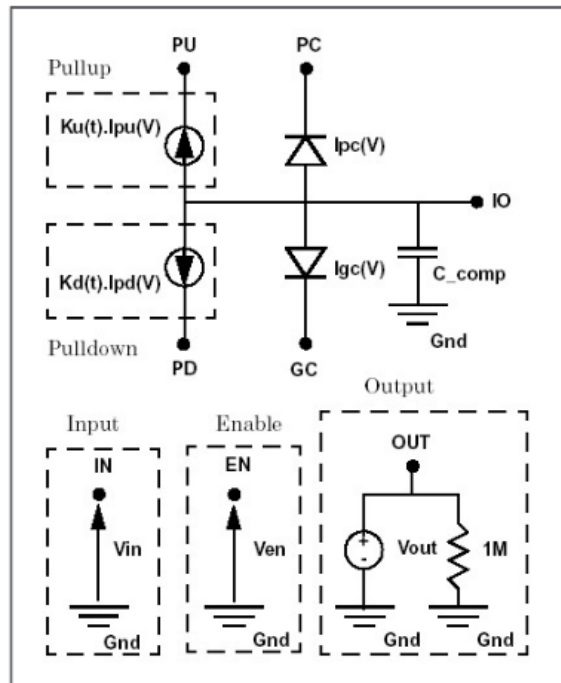 PU
PC
Pullup
Ku(t).Ipu(V)
Ipc(V)
IO
Kd(t).Ipd(V)
Igc(V)
C_comp
Gnd
Pulldown
PD
GC
Input
Enable
Output
IN
EN
OUT
Vin
Ven
+
-
Vout
1M
Gnd
Gnd
Gnd
Gnd